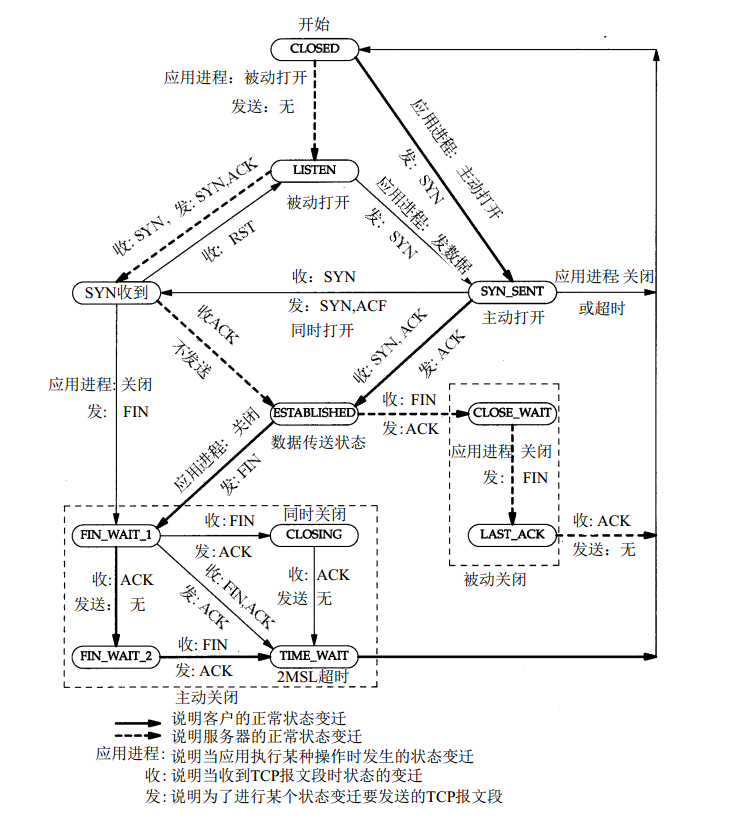 开始
CLOSED
应用进程：被动打开
发送：无
应用进程：主动打开
发：SYN
LISTEN
被动打开
收: SYN，发: SYN,ACK
收：RST
应用进程：发数据
发：SYN
SYN收到
收：SYN
发：SYN,ACF
同时打开
SYN_SENT
主动打开
应用进程 关闭
或超时
收ACK
不发送
收: SYN, ACK
发: ACK
应用进程: 关闭
发: FIN
ESTABLISHED
数据传送状态
收: FIN
发:ACK
CLOSE_WAIT
应用进程 关闭
发: FIN
LAST_ACK
收: ACK
发送：无
被动关闭
应用进程：关闭
发: FIN
同时关闭
FIN_WAIT_1
收:FIN
发:ACK
CLOSING
收: ACK
发送：无
收: FIN,ACK
发: ACK
收: ACK
发送 无
FIN_WAIT_2
收:FIN
发: ACK
TIME_WAIT
2MSL超时
主动关闭
说明客户的正常状态变迁
说明服务器的正常状态变迁
应用进程: 说明当应用执行某种操作时发生的状态变迁
收: 说明当收到TCP报文段时状态的变迁
发: 说明为了进行某个状态变迁要发送的TCP报文段